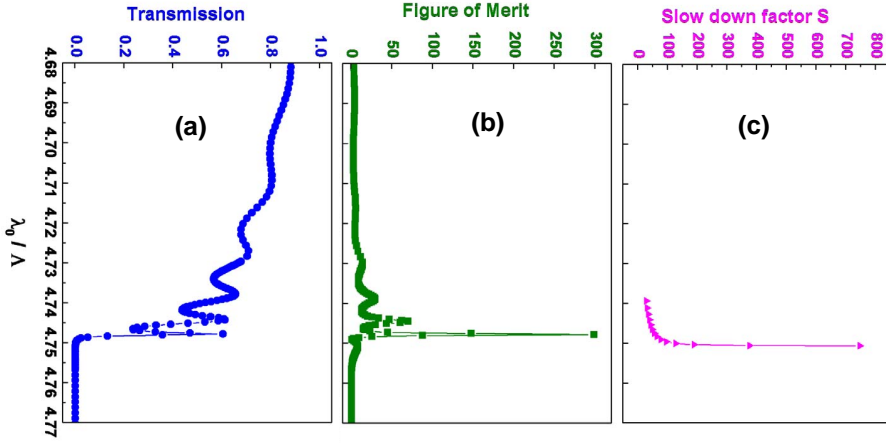 Transmission
0.0 0.2 0.4 0.6 0.8 1.0
Figure of Merit
0 50 100 150 200 250 300
Slow down factor S
0 100 200 300 400 500 600 700 800
4.68
4.69
4.70
4.71
4.72
4.73
4.74
4.75
4.76
4.77
λ0 / Λ
(a)
(b)
(c)